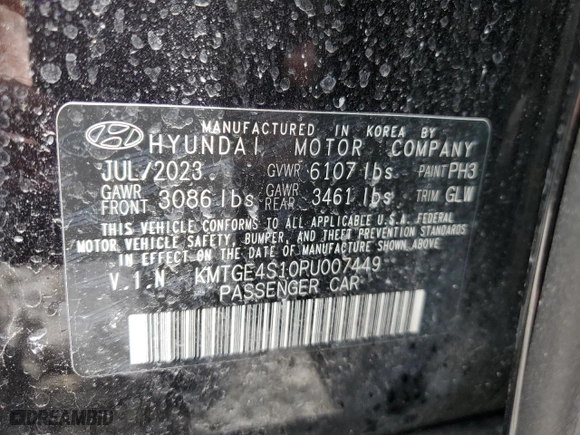 MANUFACTURED IN KOREA BY
HYUNDAI MOTOR COMPANY
JUL/2023 GVWR 6107 lbs PAINT PH3
GAWR FRONT 3086 lbs GAWR REAR 3461 lbs TRIM GLW
THIS VEHICLE CONFORMS TO ALL APPLICABLE U.S.A. FEDERAL
MOTOR VEHICLE SAFETY, BUMPER, AND THEFT PREVENTION STANDARDS
IN EFFECT ON THE DATE OF MANUFACTURE SHOWN ABOVE.
V.I.N KMTGE4S10RU007449
PASSENGER CAR
DREAMBID